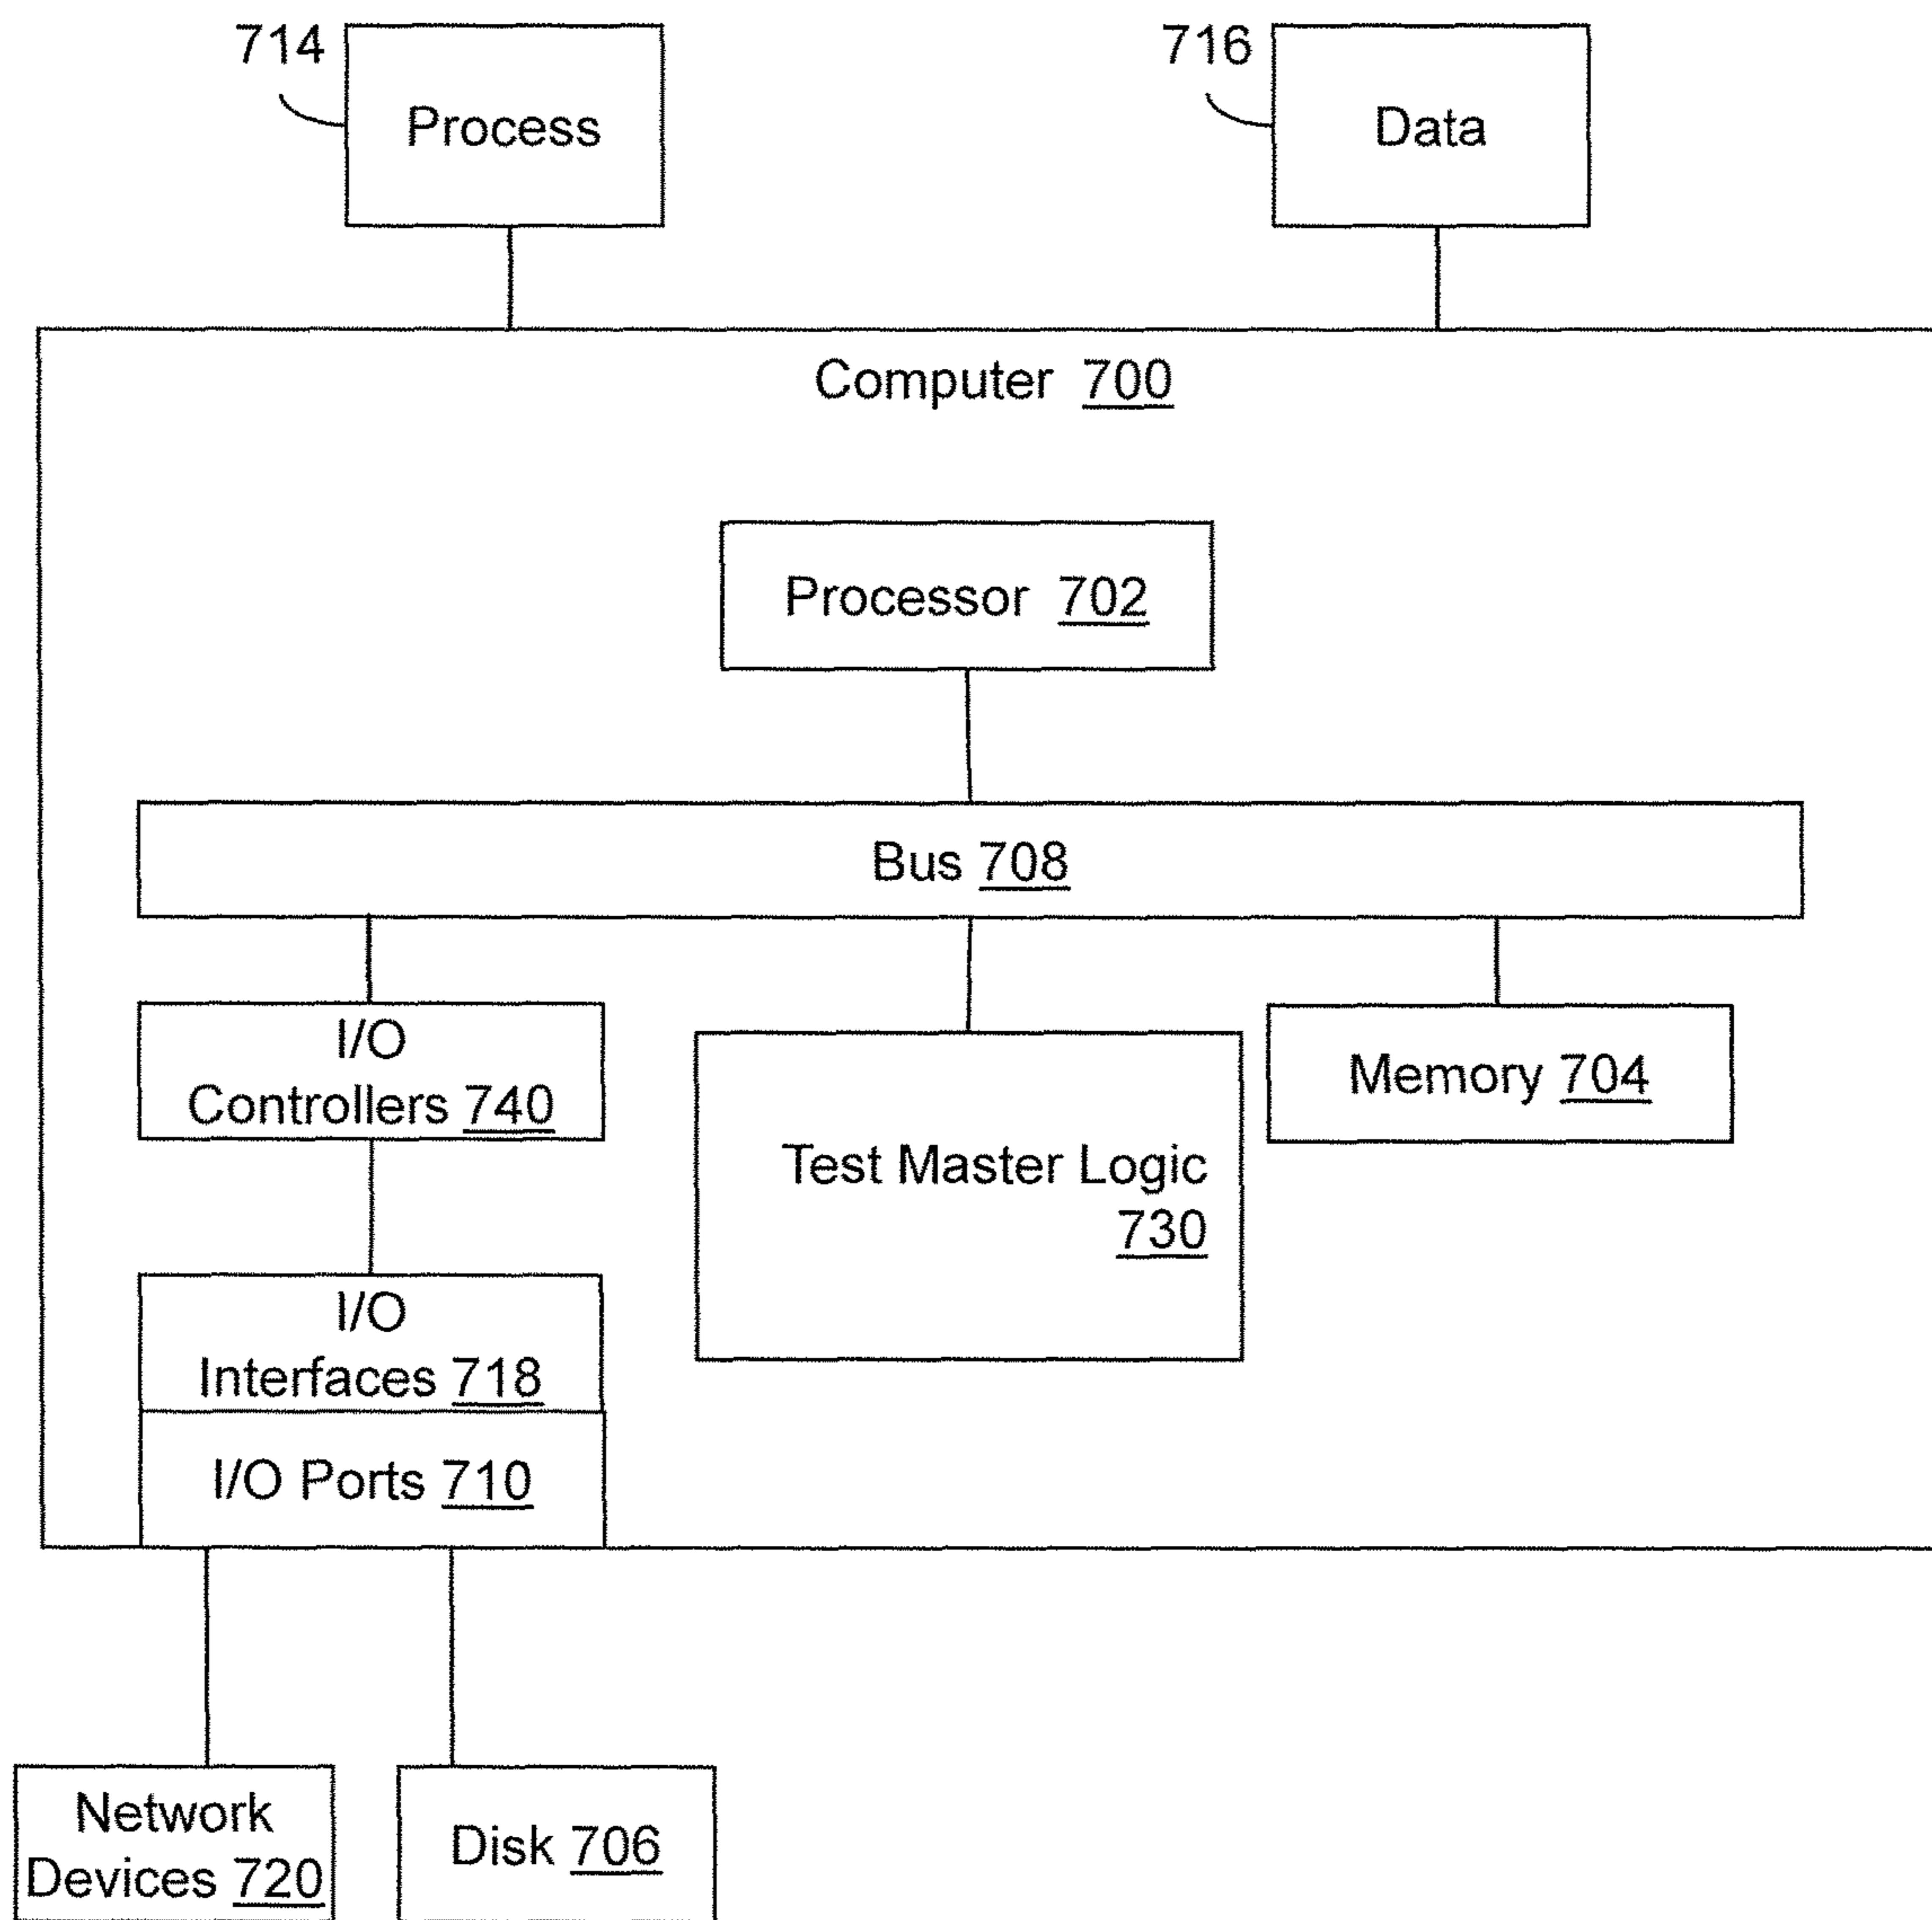 714
Process
716
Data
Computer 700
Processor 702
Bus 708
I/O
Controllers 740
Test Master Logic
730
Memory 704
I/O
Interfaces 718
I/O Ports 710
Network
Devices 720
Disk 706